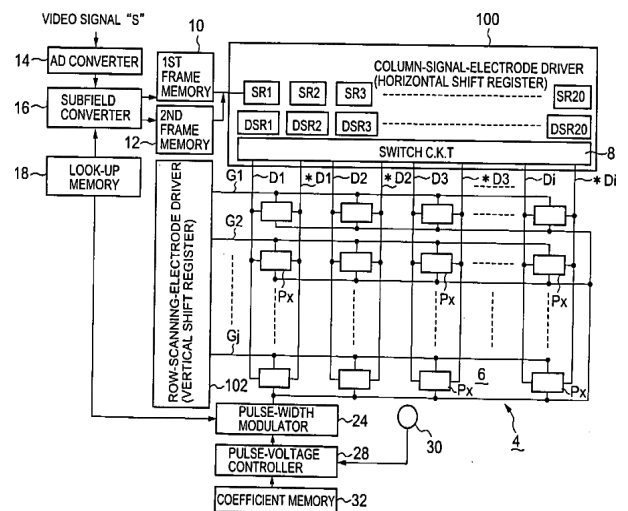 VIDEO SIGNAL "S"
10
100
14
AD CONVERTER
1ST
FRAME
MEMORY
COLUMN-SIGNAL-ELECTRODE DRIVER
(HORIZONTAL SHIFT REGISTER)
16
SUBFIELD
CONVERTER
SR1
SR2
SR3
SR20
2ND
FRAME
MEMORY
12
DSR1
DSR2
DSR3
DSR20
SWITCH C.K.T
8
18
LOOK-UP
MEMORY
D1
*D1
D2
*D2
D3
*D3
Di
*Di
G1
G2
Gj
ROW-SCANNING-ELECTRODE DRIVER
(VERTICAL SHIFT REGISTER)
Px
Px
Px
Px
6
102
PULSE-WIDTH
MODULATOR
24
30
4
PULSE-VOLTAGE
CONTROLLER
28
COEFFICIENT MEMORY
32